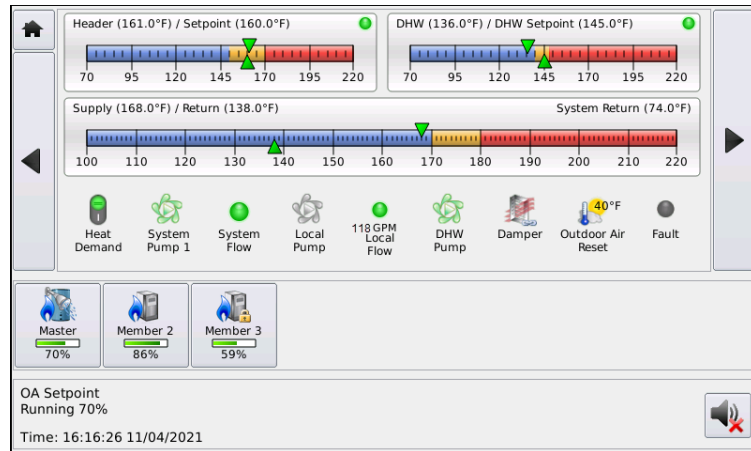 Header (161.0°F) / Setpoint (160.0°F)
70 95 120 145 170 195 220
DHW (136.0°F) / DHW Setpoint (145.0°F)
70 95 120 145 170 195 220
Supply (168.0°F) / Return (138.0°F) System Return (74.0°F)
100 110 120 130 140 150 160 170 180 190 200 210 220
Heat
Demand
System
Pump 1
System
Flow
Local
Pump
118 GPM
Local
Flow
DHW
Pump
Damper
40°F
Outdoor Air
Reset
Fault
Master
70%
Member 2
86%
Member 3
59%
OA Setpoint
Running 70%
Time: 16:16:26 11/04/2021